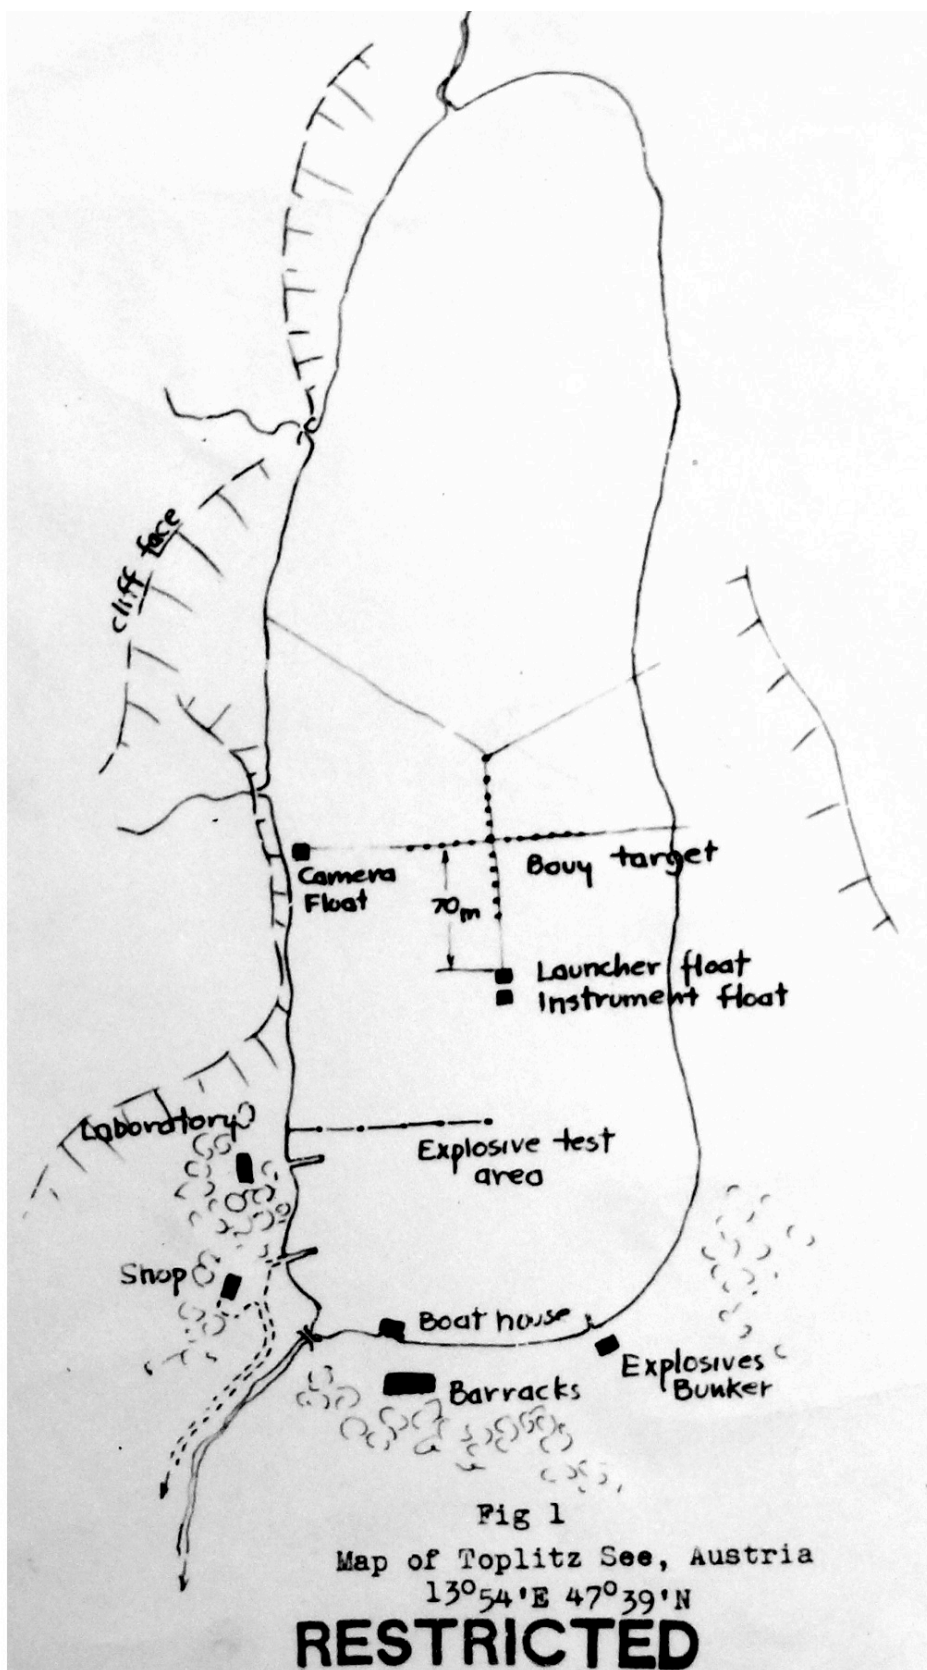 cliff face
Camera
Float
Bouy target
70m
Launcher float
Instrument float
Laboratory
Explosive test
area
Shop
Boat house
Explosives
Bunker
Barracks
Fig 1
Map of Toplitz See, Austria
13°54'E 47°39'N
RESTRICTED